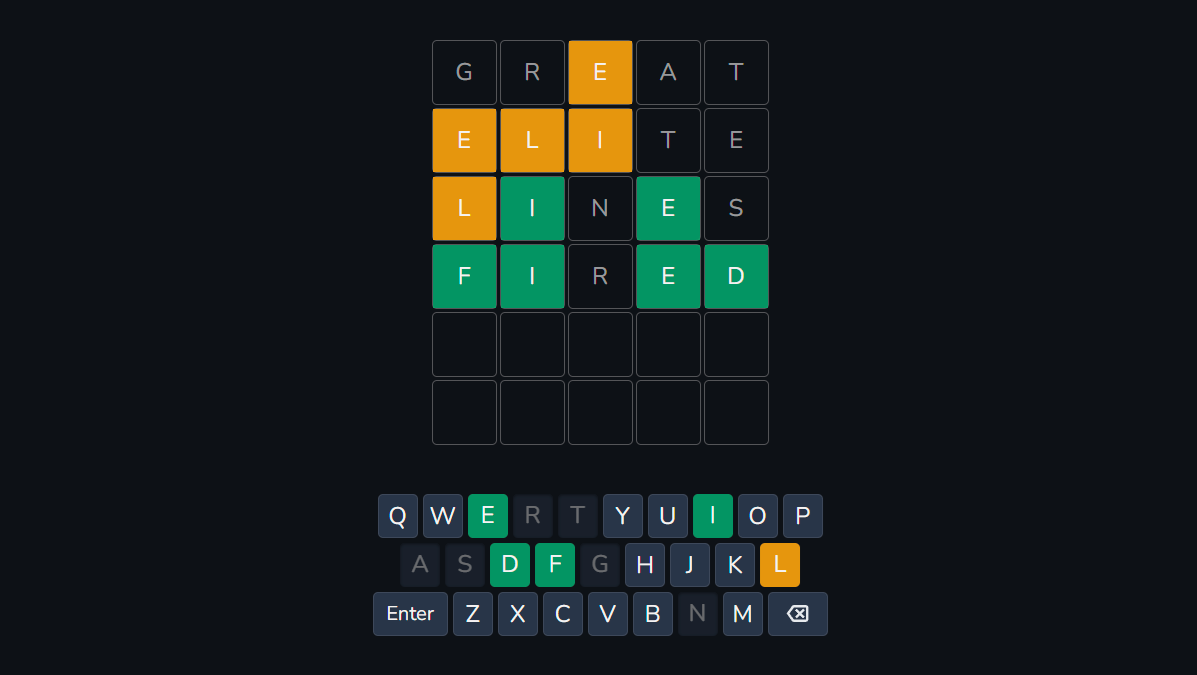 G R E A T
E L I T E
L I N E S
F I R E D
Q W E R T Y U I O P
A S D F G H J K L
Enter Z X C V B N M